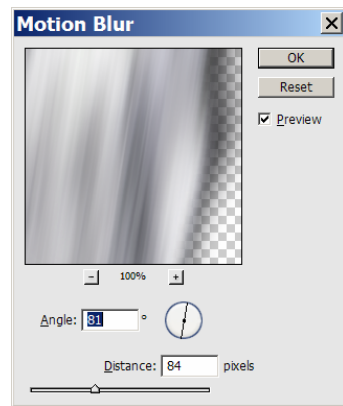 Motion Blur
OK
Reset
Preview
- 100% +
Angle: 81 °
Distance: 84 pixels